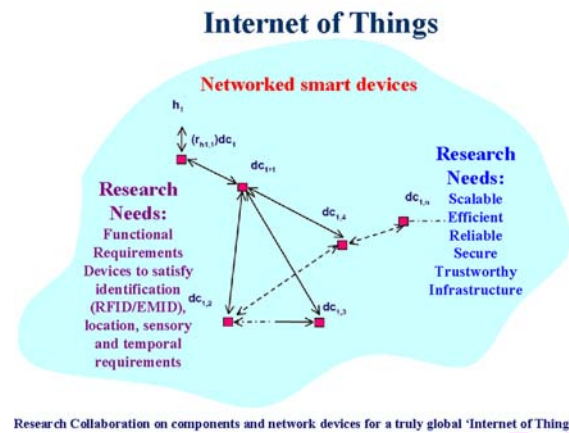 Internet of Things
Networked smart devices
h₁
(r_h1,1)dc₁
dc₁,₁
Research
Needs:
Functional
Requirements
Devices to satisfy
identification
(RFID/EMID),
location, sensory
and temporal
requirements
dc₁,₄
dc₁,ₙ
dc₁,₂
dc₁,₃
Research
Needs:
Scalable
Efficient
Reliable
Secure
Trustworthy
Infrastructure
Research Collaboration on components and network devices for a truly global ‘Internet of Thing